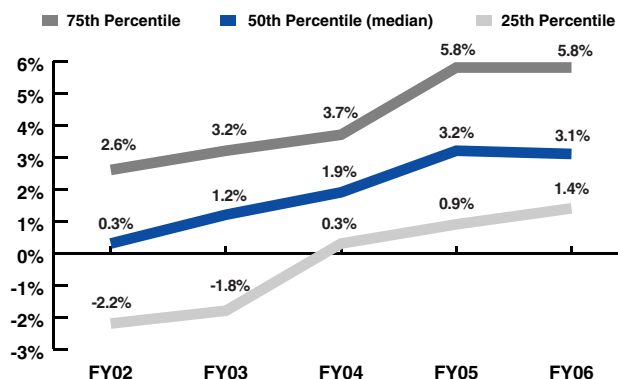 75th Percentile 50th Percentile (median) 25th Percentile
6%
5%
4%
3%
2%
1%
0%
-1%
-2%
-3%
2.6% 3.2% 3.7% 5.8% 5.8%
0.3% 1.2% 1.9% 3.2% 3.1%
-2.2% -1.8% 0.3% 0.9% 1.4%
FY02 FY03 FY04 FY05 FY06